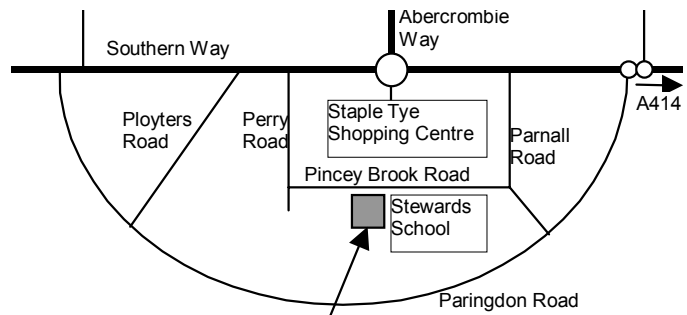 Abercrombie
Way
Southern Way
A414
Ployters
Road
Perry
Road
Staple Tye
Shopping Centre
Parnall
Road
Pincey Brook Road
Stewards
School
Paringdon Road